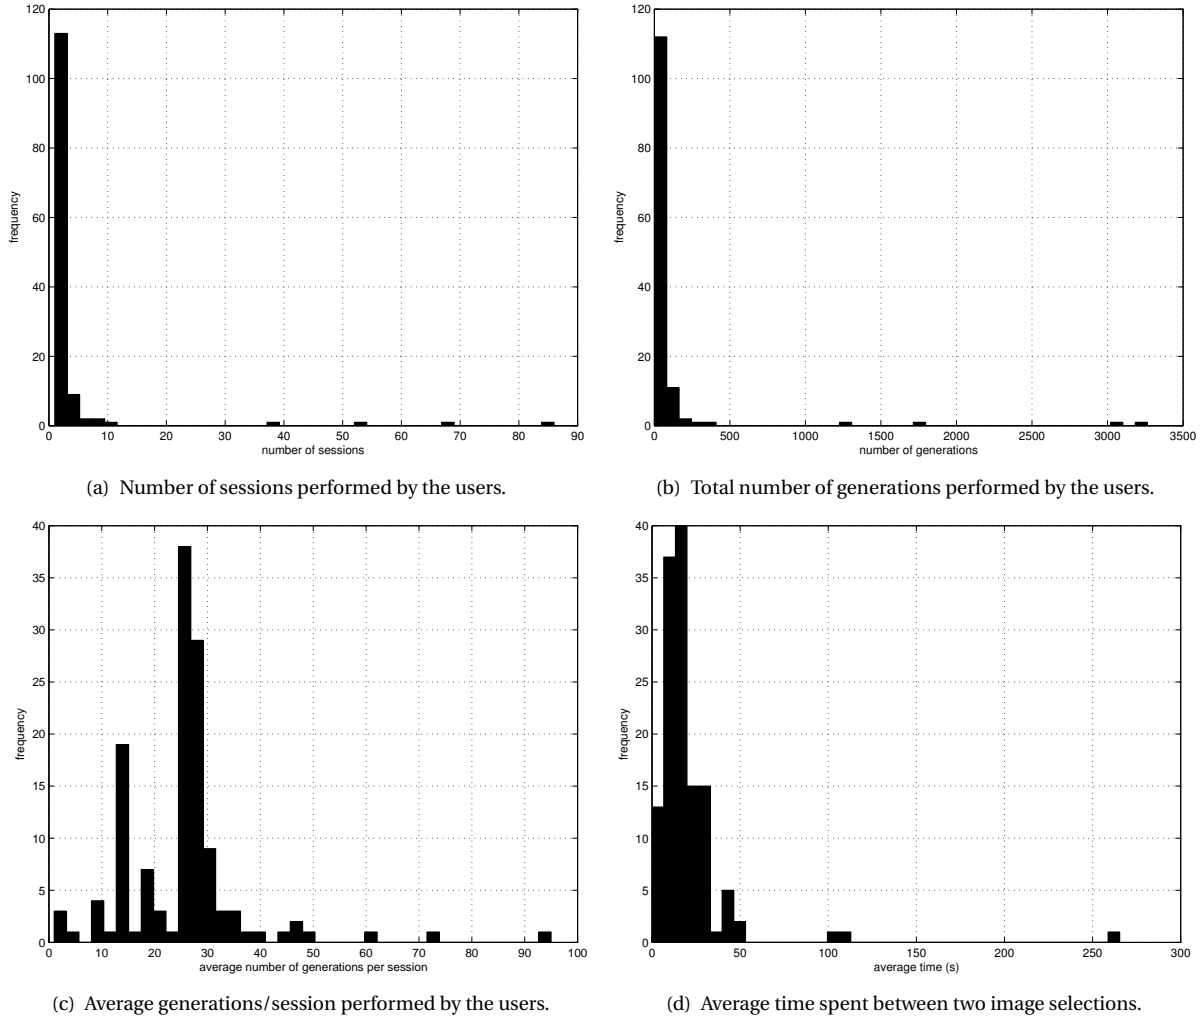 120
100
80
60
40
20
0
frequency
0 10 20 30 40 50 60 70 80 90
number of sessions
(a) Number of sessions performed by the users.
120
100
80
60
40
20
0
frequency
0 500 1000 1500 2000 2500 3000 3500
number of generations
(b) Total number of generations performed by the users.
40
35
30
25
20
15
10
5
0
frequency
0 10 20 30 40 50 60 70 80 90 100
average number of generations per session
(c) Average generations/session performed by the users.
40
35
30
25
20
15
10
5
0
frequency
0 50 100 150 200 250 300
average time (s)
(d) Average time spent between two image selections.